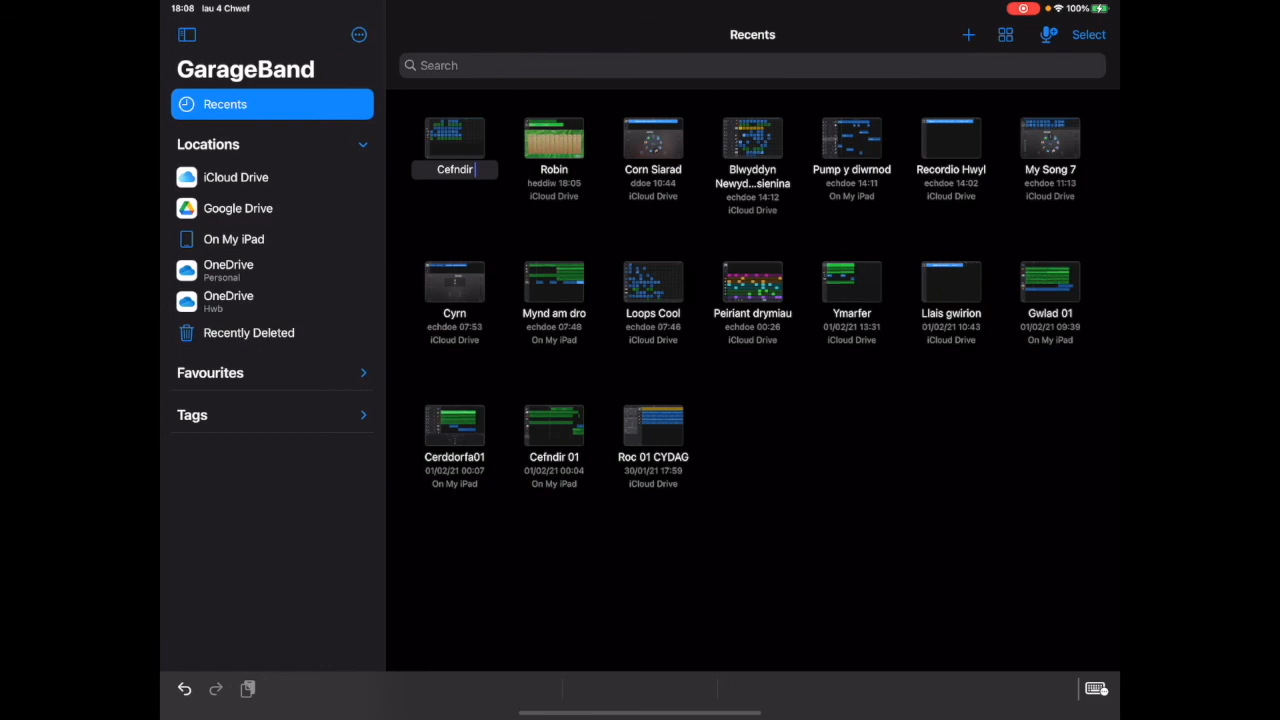 18:08 Iau 4 Chwef
100%
GarageBand
Recents
Locations
iCloud Drive
Google Drive
On My iPad
OneDrive
Personal
OneDrive
Hwb
Recently Deleted
Favourites
Tags
Recents
Select
Search
Cefndir
Robin
heddiw 18:05
iCloud Drive
Corn Siarad
ddoe 10:44
iCloud Drive
Blwyddyn
Newyd...sienina
echdoe 14:12
iCloud Drive
Pump y diwrnod
echdoe 14:11
On My iPad
Recordio Hwyl
echdoe 14:02
iCloud Drive
My Song 7
echdoe 11:13
iCloud Drive
Cyrn
echdoe 07:53
iCloud Drive
Mynd am dro
echdoe 07:48
On My iPad
Loops Cool
echdoe 07:46
iCloud Drive
Peiriant drymiau
echdoe 00:26
iCloud Drive
Ymarfer
01/02/21 13:31
iCloud Drive
Llais gwirion
01/02/21 10:43
iCloud Drive
Gwlad 01
01/02/21 09:39
On My iPad
Cerddorfa01
01/02/21 00:07
On My iPad
Cefndir 01
01/02/21 00:04
On My iPad
Roc 01 CYDAG
30/01/21 17:59
iCloud Drive